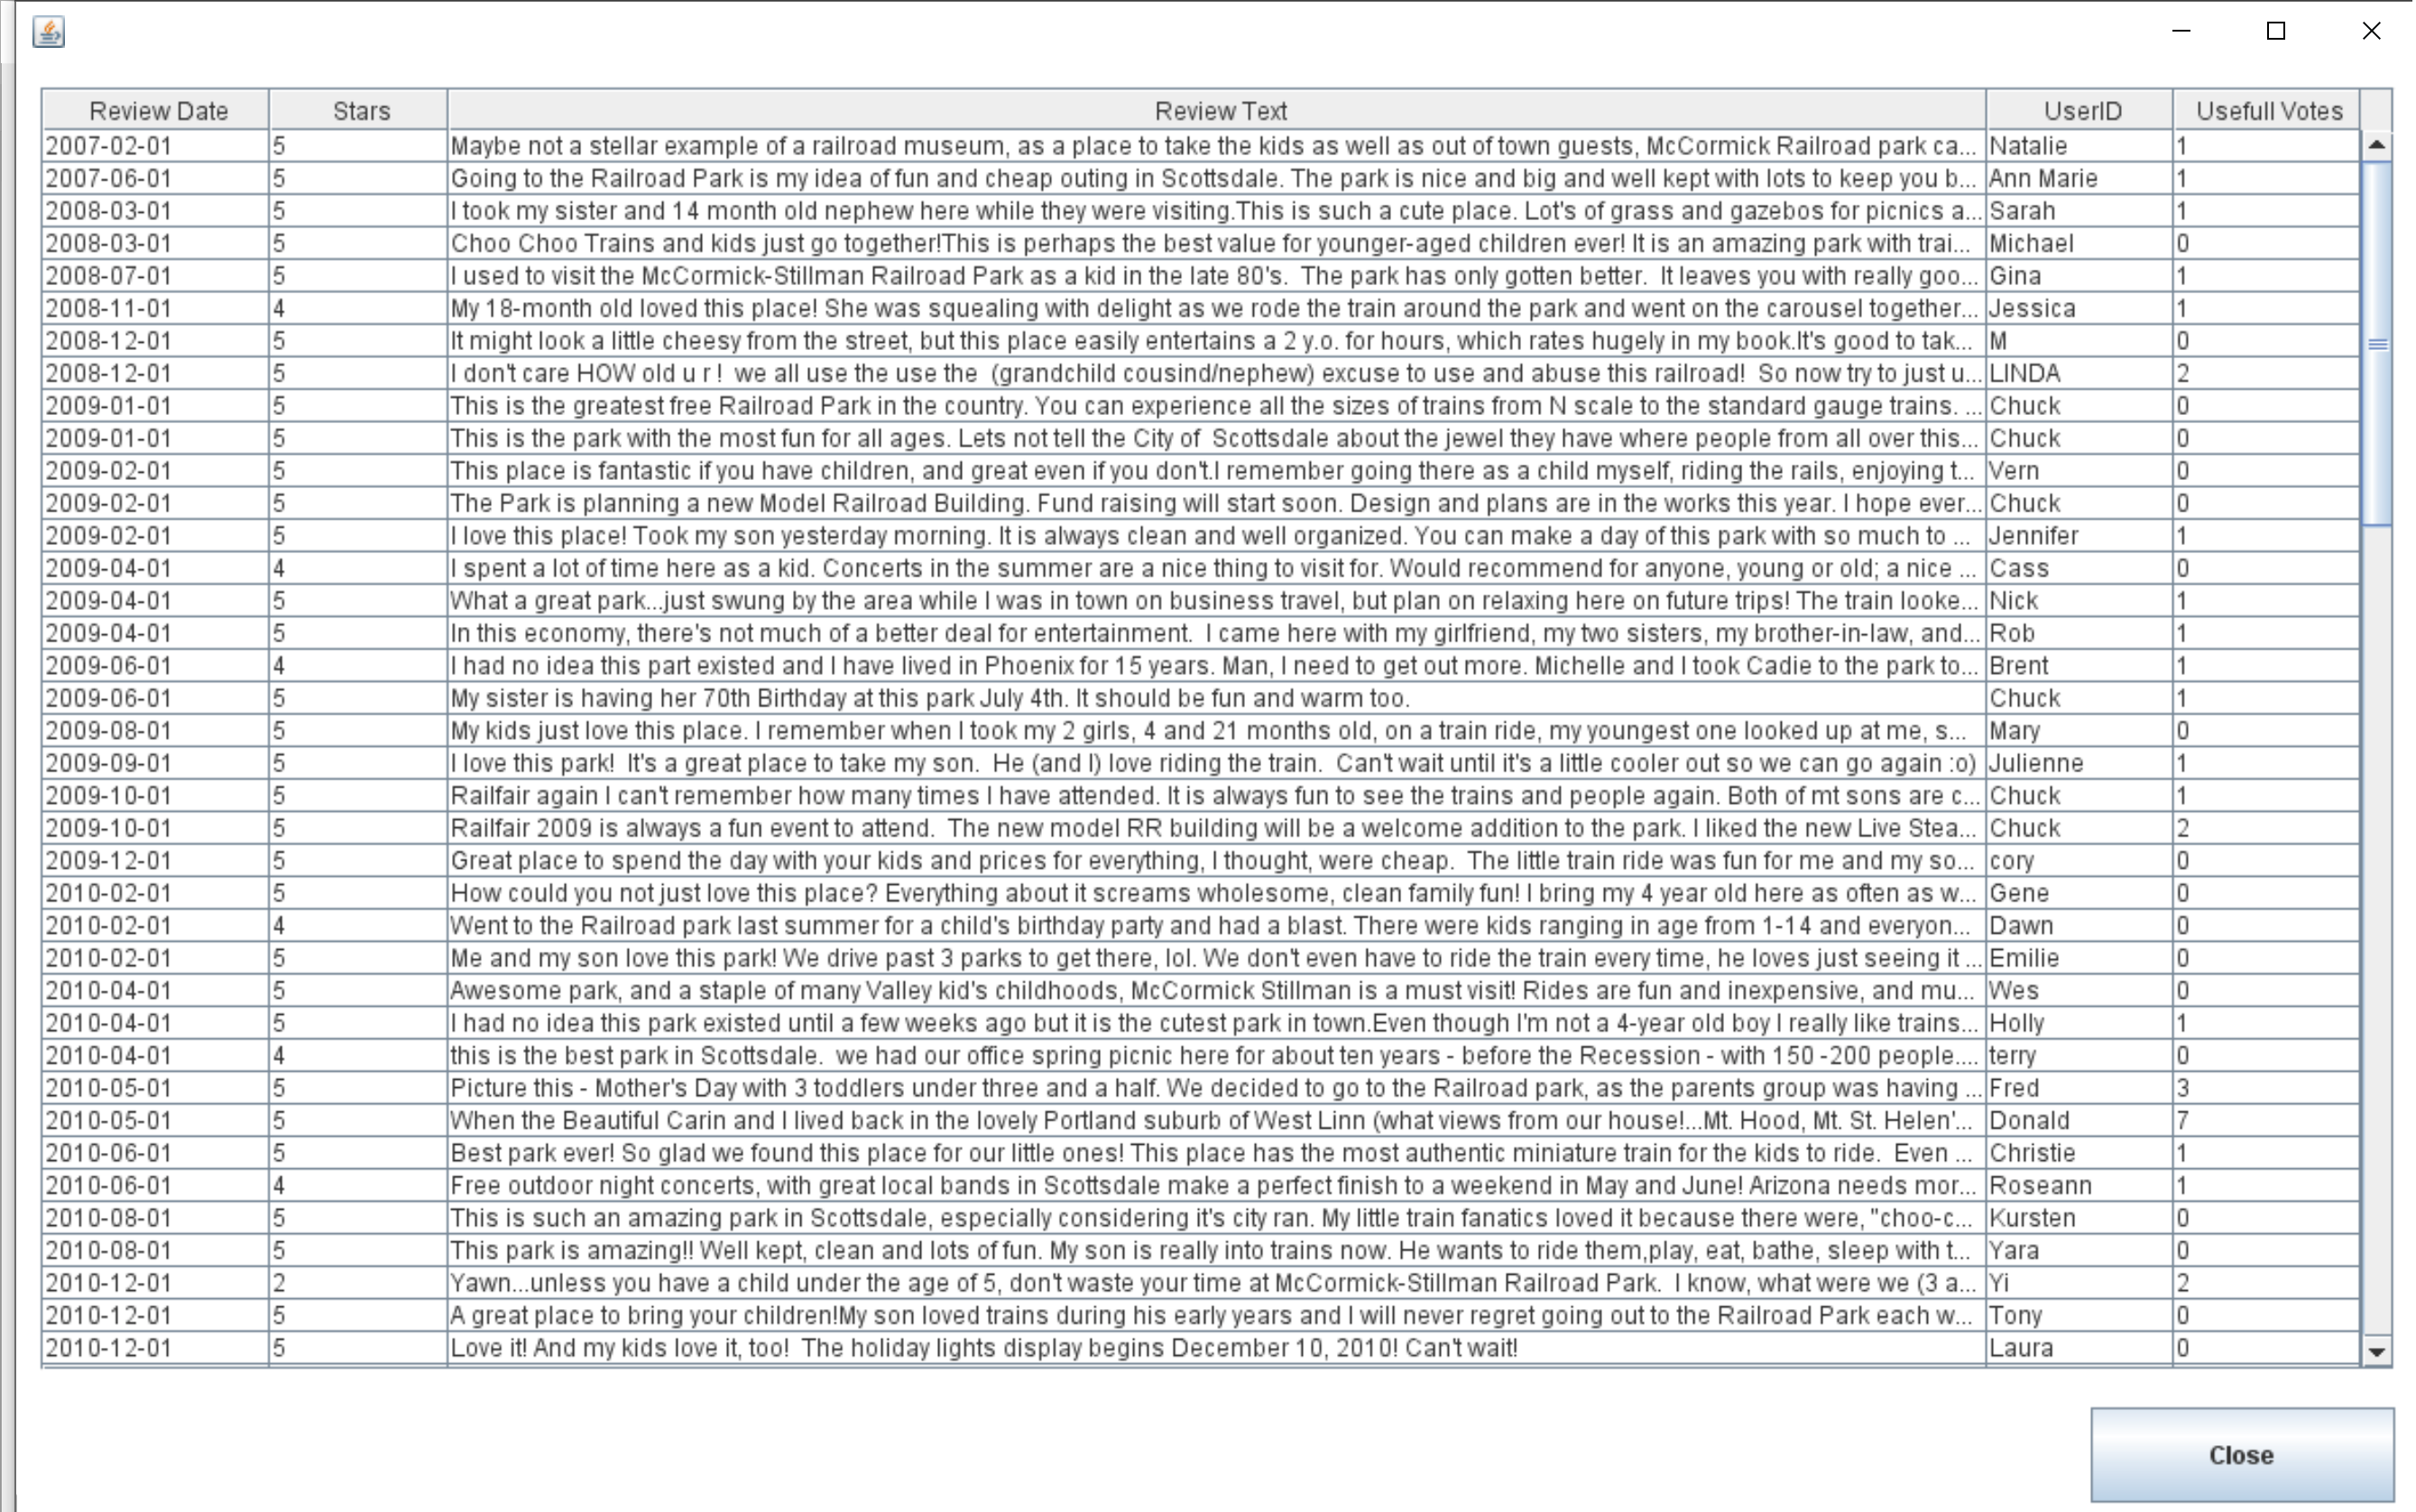 Review Date Stars Review Text UserID Usefull Votes
2007-02-01 5 Maybe not a stellar example of a railroad museum, as a place to take the kids as well as out of town guests, McCormick Railroad park ca... Natalie 1
2007-06-01 5 Going to the Railroad Park is my idea of fun and cheap outing in Scottsdale. The park is nice and big and well kept with lots to keep you b... Ann Marie 1
2008-03-01 5 I took my sister and 14 month old nephew here while they were visiting.This is such a cute place. Lot's of grass and gazebos for picnics a... Sarah 1
2008-03-01 5 Choo Choo Trains and kids just go together!This is perhaps the best value for younger-aged children ever! It is an amazing park with trai... Michael 0
2008-07-01 5 I used to visit the McCormick-Stillman Railroad Park as a kid in the late 80's.  The park has only gotten better.  It leaves you with really goo... Gina 1
2008-11-01 4 My 18-month old loved this place! She was squealing with delight as we rode the train around the park and went on the carousel together... Jessica 1
2008-12-01 5 It might look a little cheesy from the street, but this place easily entertains a 2 y.o. for hours, which rates hugely in my book.It's good to tak... M 0
2008-12-01 5 I don't care HOW old u r !  we all use the use the  (grandchild cousind/nephew) excuse to use and abuse this railroad!  So now try to just u... LINDA 2
2009-01-01 5 This is the greatest free Railroad Park in the country. You can experience all the sizes of trains from N scale to the standard gauge trains. ... Chuck 0
2009-01-01 5 This is the park with the most fun for all ages. Lets not tell the City of  Scottsdale about the jewel they have where people from all over this... Chuck 0
2009-02-01 5 This place is fantastic if you have children, and great even if you don't.I remember going there as a child myself, riding the rails, enjoying t... Vern 0
2009-02-01 5 The Park is planning a new Model Railroad Building. Fund raising will start soon. Design and plans are in the works this year. I hope ever... Chuck 0
2009-02-01 5 I love this place! Took my son yesterday morning. It is always clean and well organized. You can make a day of this park with so much to ... Jennifer 1
2009-04-01 4 I spent a lot of time here as a kid. Concerts in the summer are a nice thing to visit for. Would recommend for anyone, young or old; a nice ... Cass 0
2009-04-01 5 What a great park...just swung by the area while I was in town on business travel, but plan on relaxing here on future trips! The train looke... Nick 1
2009-04-01 5 In this economy, there's not much of a better deal for entertainment.  I came here with my girlfriend, my two sisters, my brother-in-law, and... Rob 1
2009-06-01 4 I had no idea this part existed and I have lived in Phoenix for 15 years. Man, I need to get out more. Michelle and I took Cadie to the park to... Brent 1
2009-06-01 5 My sister is having her 70th Birthday at this park July 4th. It should be fun and warm too. Chuck 1
2009-08-01 5 My kids just love this place. I remember when I took my 2 girls, 4 and 21 months old, on a train ride, my youngest one looked up at me, s... Mary 0
2009-09-01 5 I love this park!  It's a great place to take my son.  He (and I) love riding the train.  Can't wait until it's a little cooler out so we can go again :o) Julienne 1
2009-10-01 5 Railfair again I can't remember how many times I have attended. It is always fun to see the trains and people again. Both of mt sons are c... Chuck 1
2009-10-01 5 Railfair 2009 is always a fun event to attend.  The new model RR building will be a welcome addition to the park. I liked the new Live Stea... Chuck 2
2009-12-01 5 Great place to spend the day with your kids and prices for everything, I thought, were cheap.  The little train ride was fun for me and my so... cory 0
2010-02-01 5 How could you not just love this place? Everything about it screams wholesome, clean family fun! I bring my 4 year old here as often as w... Gene 0
2010-02-01 4 Went to the Railroad park last summer for a child's birthday party and had a blast. There were kids ranging in age from 1-14 and everyon... Dawn 0
2010-02-01 5 Me and my son love this park! We drive past 3 parks to get there, lol. We don't even have to ride the train every time, he loves just seeing it ... Emilie 0
2010-04-01 5 Awesome park, and a staple of many Valley kid's childhoods, McCormick Stillman is a must visit! Rides are fun and inexpensive, and mu... Wes 0
2010-04-01 5 I had no idea this park existed until a few weeks ago but it is the cutest park in town.Even though I'm not a 4-year old boy I really like trains... Holly 1
2010-04-01 4 this is the best park in Scottsdale.  we had our office spring picnic here for about ten years - before the Recession - with 150 -200 people.... terry 0
2010-05-01 5 Picture this - Mother's Day with 3 toddlers under three and a half. We decided to go to the Railroad park, as the parents group was having ... Fred 3
2010-05-01 5 When the Beautiful Carin and I lived back in the lovely Portland suburb of West Linn (what views from our house!...Mt. Hood, Mt. St. Helen'... Donald 7
2010-06-01 5 Best park ever! So glad we found this place for our little ones! This place has the most authentic miniature train for the kids to ride.  Even ... Christie 1
2010-06-01 4 Free outdoor night concerts, with great local bands in Scottsdale make a perfect finish to a weekend in May and June! Arizona needs mor... Roseann 1
2010-08-01 5 This is such an amazing park in Scottsdale, especially considering it's city ran. My little train fanatics loved it because there were, "choo-c... Kursten 0
2010-08-01 5 This park is amazing!! Well kept, clean and lots of fun. My son is really into trains now. He wants to ride them,play, eat, bathe, sleep with t... Yara 0
2010-12-01 2 Yawn...unless you have a child under the age of 5, don't waste your time at McCormick-Stillman Railroad Park.  I know, what were we (3 a... Yi 2
2010-12-01 5 A great place to bring your children!My son loved trains during his early years and I will never regret going out to the Railroad Park each w... Tony 0
2010-12-01 5 Love it! And my kids love it, too!  The holiday lights display begins December 10, 2010! Can't wait! Laura 0
Close